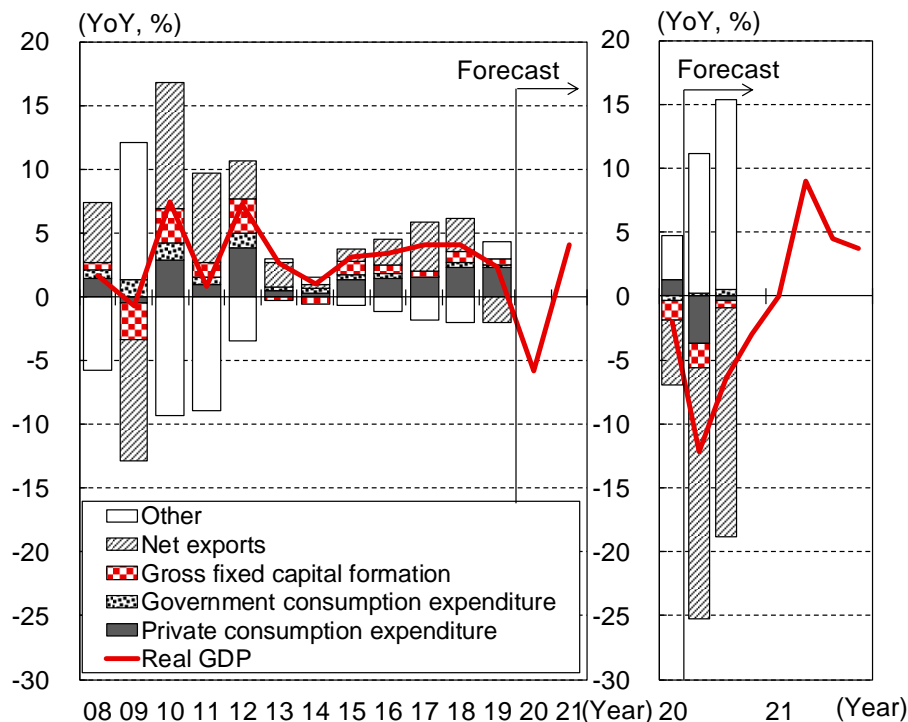 (YoY, %)
(YoY, %)
20
15
10
5
0
-5
-10
-15
-20
-25
-30
Forecast
Other
Net exports
Gross fixed capital formation
Government consumption expenditure
Private consumption expenditure
Real GDP
08 09 10 11 12 13 14 15 16 17 18 19 20 21 (Year)
20
15
10
5
0
-5
-10
-15
-20
-25
-30
Forecast
20 21 (Year)